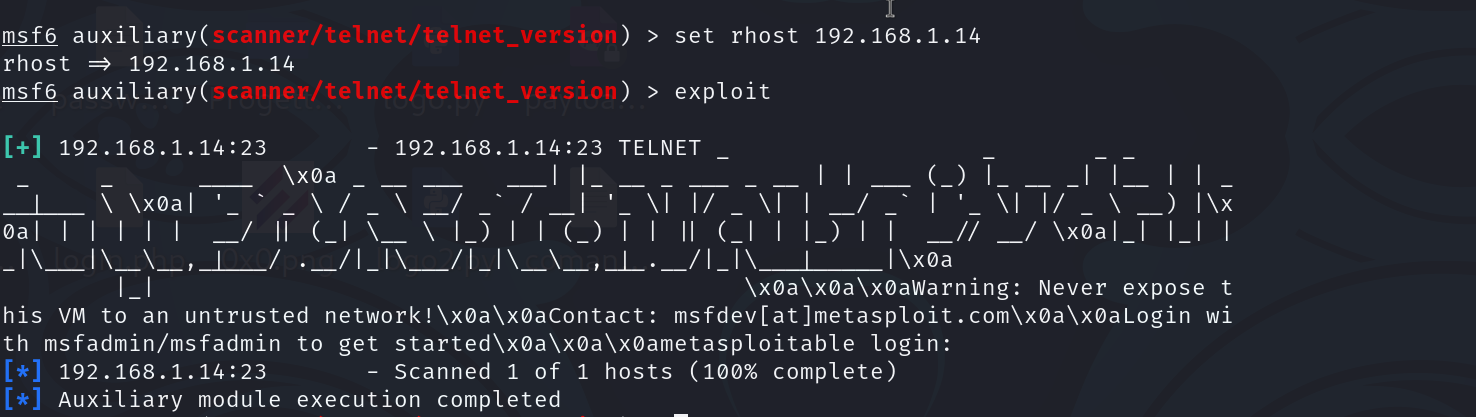 msf6 auxiliary(scanner/telnet/telnet_version) > set rhost 192.168.1.14
rhost ⇒ 192.168.1.14
msf6 auxiliary(scanner/telnet/telnet_version) > exploit
[+] 192.168.1.14:23       - 192.168.1.14:23 TELNET _                  _       _ _
 _     _      ____  \x0a _ __ ___   ___| |_ __ _ ___ _ __ | | ___ (_) |_ __ _| |__ | | _
__|____ \ \x0a| '_ ` _ \ / _ \ __/ _` / __| '_ \| |/ _ \| | __/ _` | '_ \| |/ _ \ __) |\x
0a| | | | | |  __/ || (_| \__ \ |_) | | (_) | | || (_| | |_) | |  __// __/ \x0a|_| |_| |
_|\___|\__\__,_|___/ .__/|_|\___/|_|\__\__,_|_.__/|_|\___|_____|\x0a
        |_|                                  \x0a\x0a\x0aWarning: Never expose t
his VM to an untrusted network!\x0a\x0aContact: msfdev[at]metasploit.com\x0a\x0aLogin wi
th msfadmin/msfadmin to get started\x0a\x0a\x0ametasploitable login:
[*] 192.168.1.14:23       - Scanned 1 of 1 hosts (100% complete)
[*] Auxiliary module execution completed